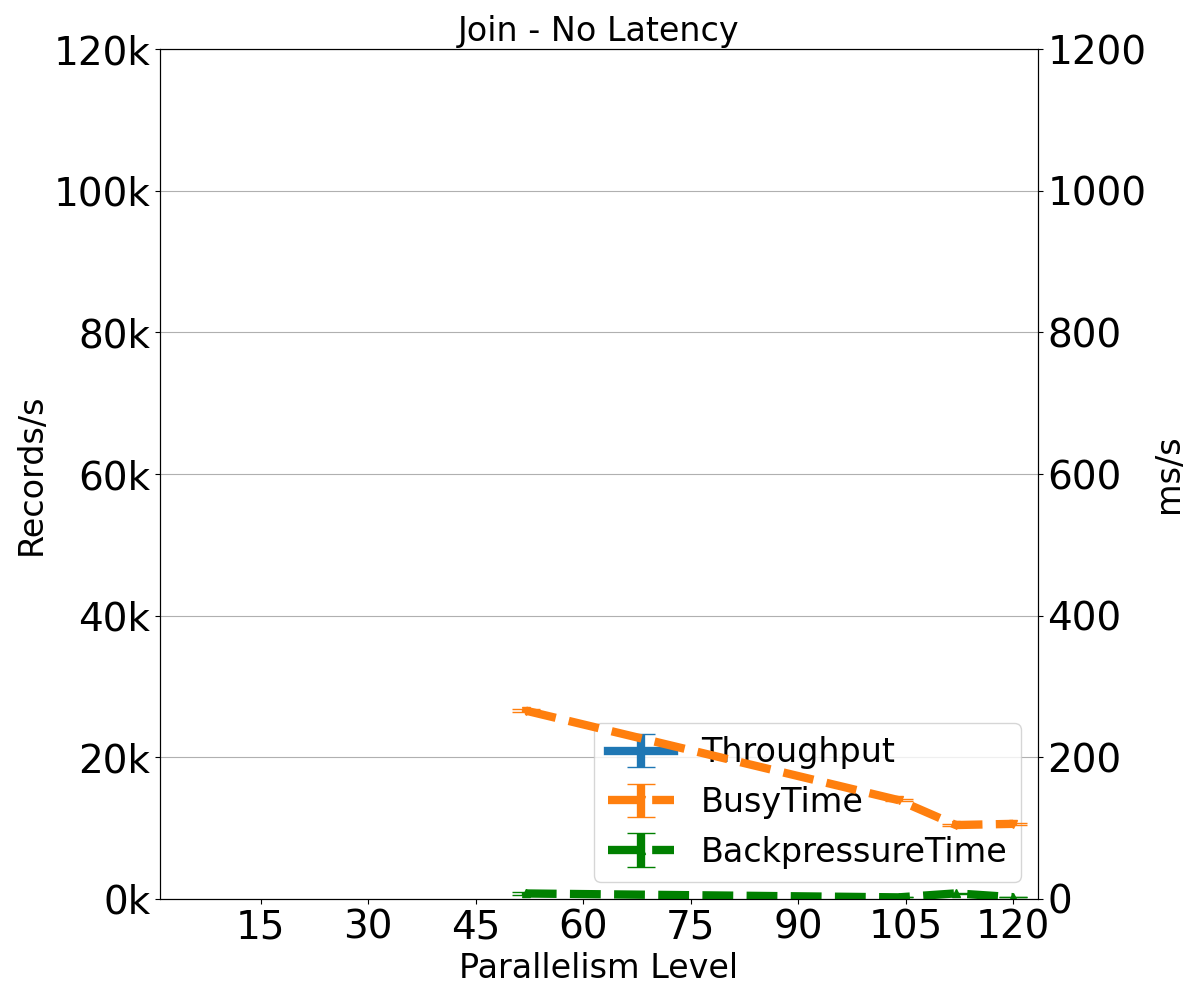 Join - No Latency
120k
100k
80k
60k
40k
20k
0k
Records/s
1200
1000
800
600
400
200
0
ms/s
Throughput
BusyTime
BackpressureTime
15 30 45 60 75 90 105 120
Parallelism Level